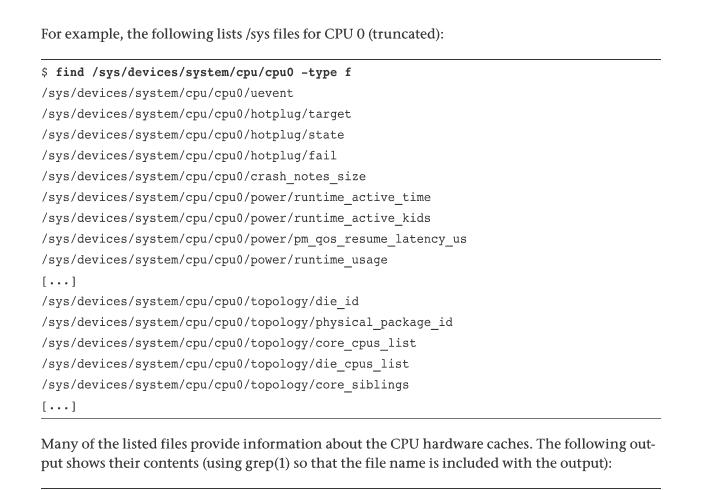 For example, the following lists /sys files for CPU 0 (truncated):
$ find /sys/devices/system/cpu/cpu0 -type f
/sys/devices/system/cpu/cpu0/uevent
/sys/devices/system/cpu/cpu0/hotplug/target
/sys/devices/system/cpu/cpu0/hotplug/state
/sys/devices/system/cpu/cpu0/hotplug/fail
/sys/devices/system/cpu/cpu0/crash_notes_size
/sys/devices/system/cpu/cpu0/power/runtime_active_time
/sys/devices/system/cpu/cpu0/power/runtime_active_kids
/sys/devices/system/cpu/cpu0/power/pm_qos_resume_latency_us
/sys/devices/system/cpu/cpu0/power/runtime_usage
[...]
/sys/devices/system/cpu/cpu0/topology/die_id
/sys/devices/system/cpu/cpu0/topology/physical_package_id
/sys/devices/system/cpu/cpu0/topology/core_cpus_list
/sys/devices/system/cpu/cpu0/topology/die_cpus_list
/sys/devices/system/cpu/cpu0/topology/core_siblings
[...]
Many of the listed files provide information about the CPU hardware caches. The following out-
put shows their contents (using grep(1) so that the file name is included with the output):